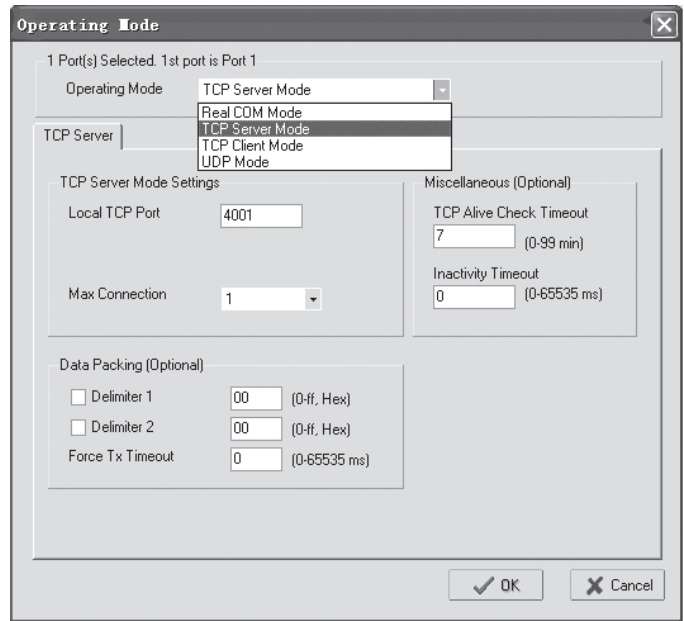 Operating Mode
1 Port(s) Selected. 1st port is Port 1
Operating Mode
TCP Server Mode
Real COM Mode
TCP Server Mode
TCP Client Mode
UDP Mode
TCP Server
TCP Server Mode Settings
Local TCP Port
4001
Max Connection
1
Miscellaneous (Optional)
TCP Alive Check Timeout
7 (0-99 min)
Inactivity Timeout
0 (0-65535 ms)
Data Packing (Optional)
Delimiter 1 00 (0-ff, Hex)
Delimiter 2 00 (0-ff, Hex)
Force Tx Timeout 0 (0-65535 ms)
OK
Cancel